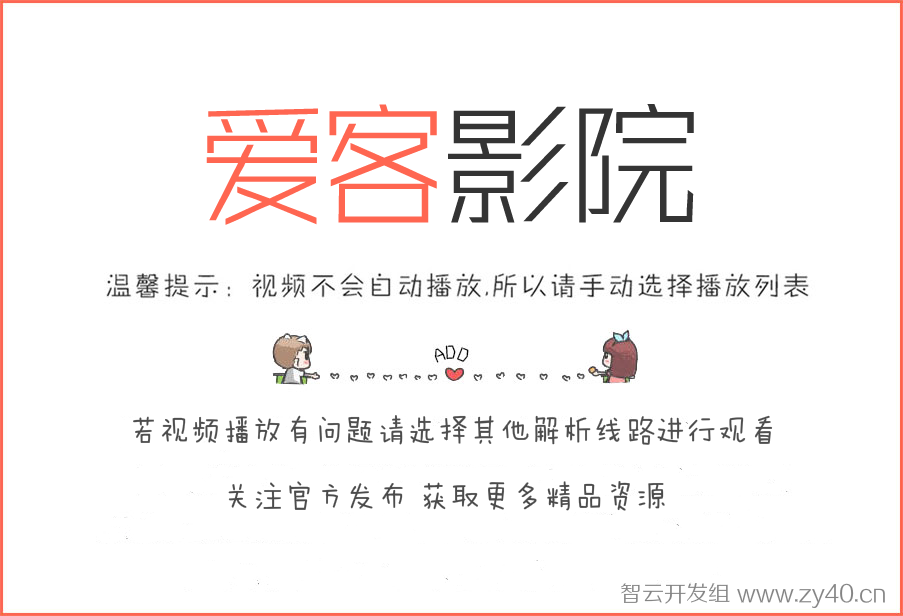 爱客影院
温馨提示：视频不会自动播放,所以请手动选择播放列表
ADD
若视频播放有问题请选择其他解析线路进行观看
关注官方发布 获取更多精品资源
智云开发组 www.zy40.cn